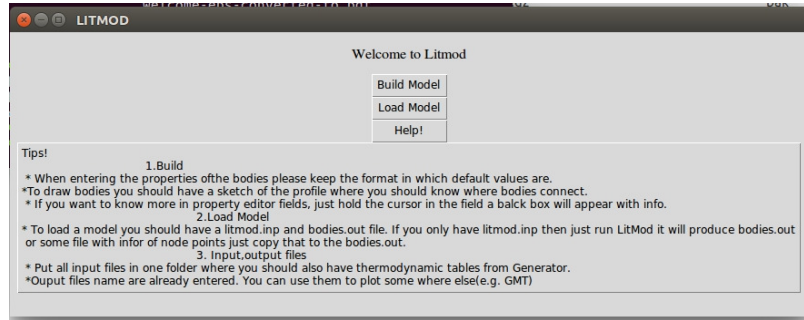 welcome-eps-converted-to.pdf
LITMOD
Welcome to Litmod
Build Model
Load Model
Help!
Tips!
1.Build
* When entering the properties ofthe bodies please keep the format in which default values are.
*To draw bodies you should have a sketch of the profile where you should know where bodies connect.
* If you want to know more in property editor fields, just hold the cursor in the field a balck box will appear with info.
2.Load Model
* To load a model you should have a litmod.inp and bodies.out file. If you only have litmod.inp then just run LitMod it will produce bodies.out
or some file with infor of node points just copy that to the bodies.out.
3. Input,output files
* Put all input files in one folder where you should also have thermodynamic tables from Generator.
*Ouput files name are already entered. You can use them to plot some where else(e.g. GMT)